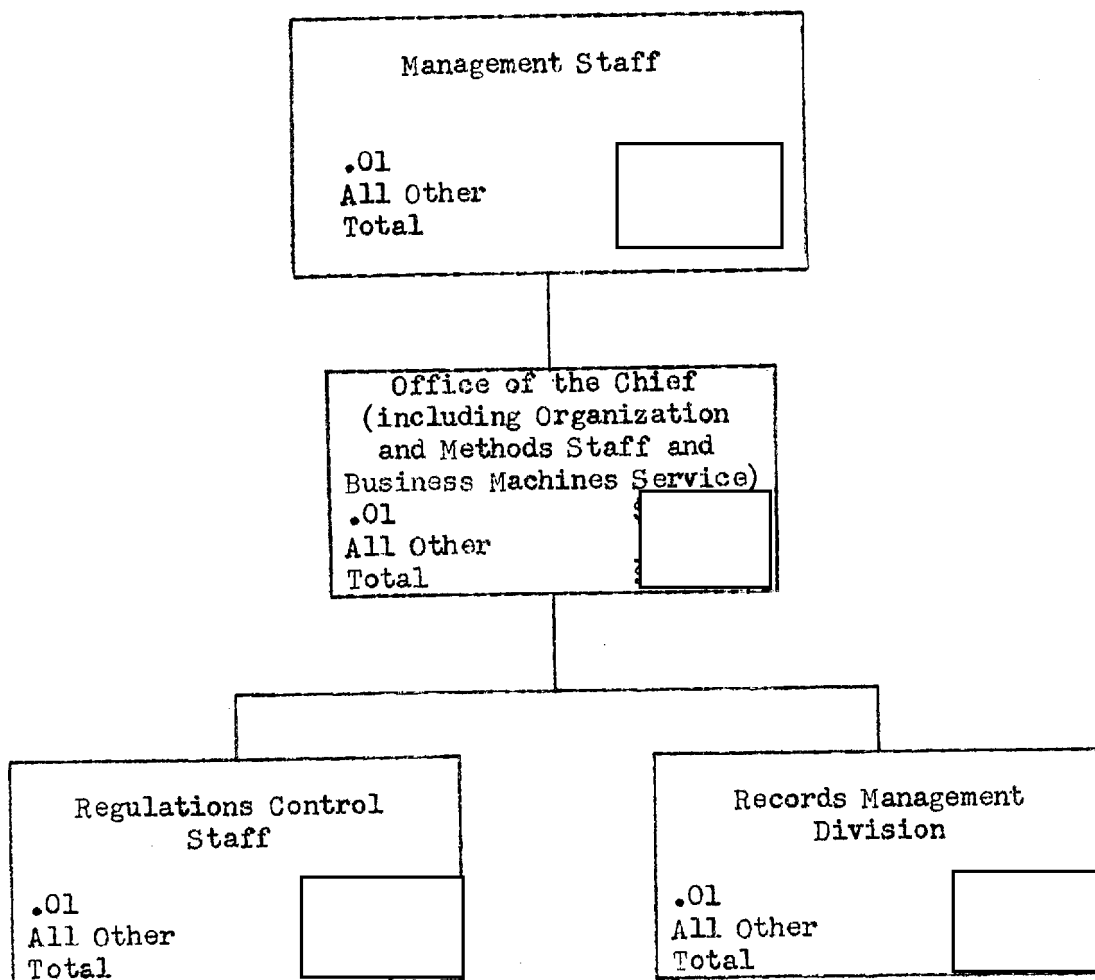 Management Staff
.01
All Other
Total
Office of the Chief
(including Organization
and Methods Staff and
Business Machines Service)
.01
All Other
Total
Regulations Control
Staff
.01
All Other
Total
Records Management
Division
.01
All Other
Total